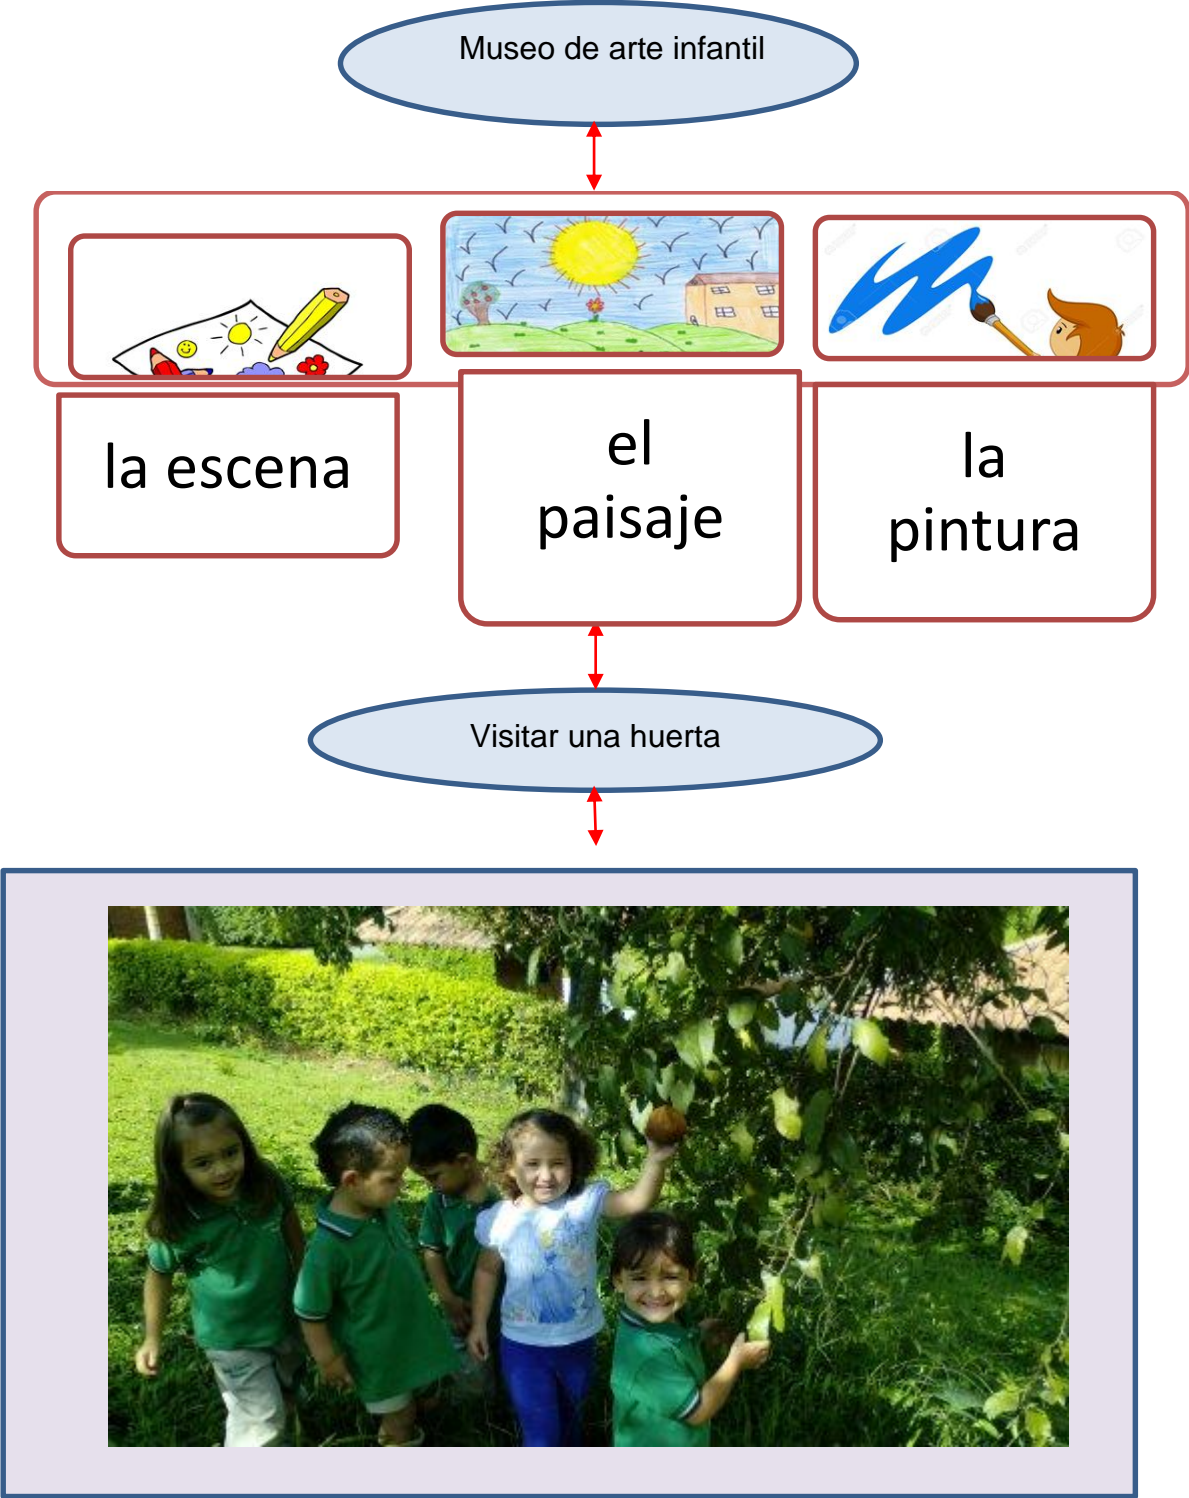 Museo de arte infantil
la escena
el
paisaje
la
pintura
Visitar una huerta